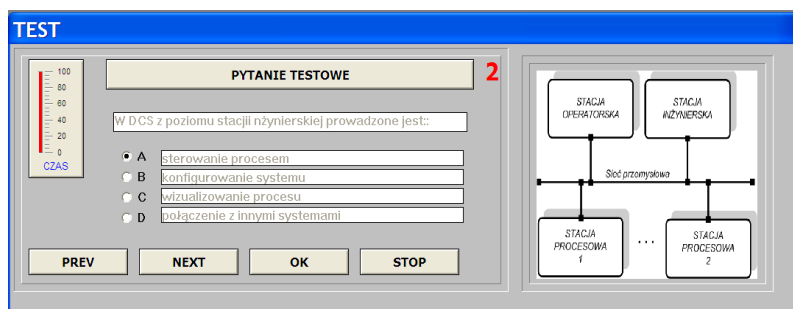 TEST
100
80
60
40
20
0
CZAS
PYTANIE TESTOWE
2
W DCS z poziomu stacjii nżynierskiej prowadzone jest::
A sterowanie procesem
B konfigurowanie systemu
C wizualizowanie procesu
D połączenie z innymi systemami
PREV NEXT OK STOP
STACJA OPERATORSKA
STACJA INŻYNIERSKA
Sieć przemysłowa
STACJA PROCESOWA 1
. . .
STACJA PROCESOWA 2